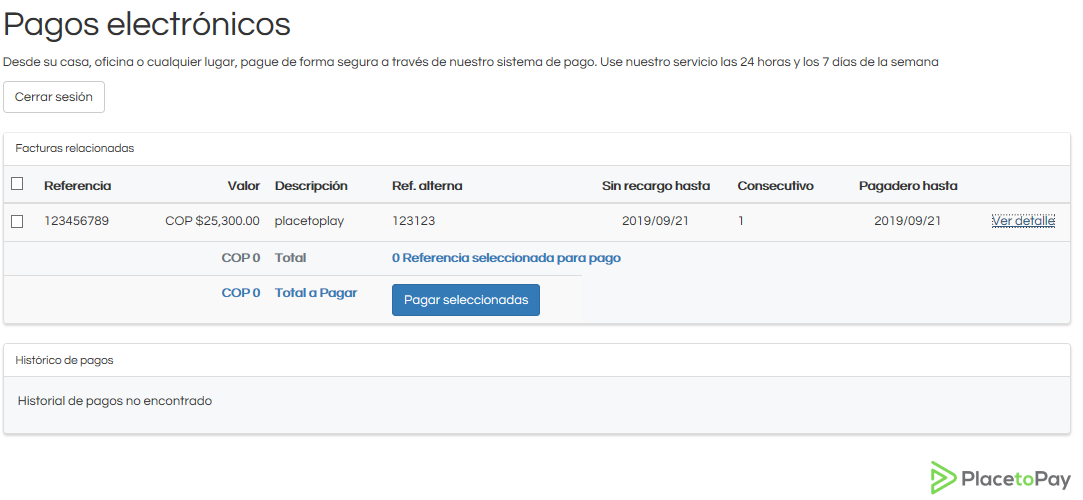 Pagos electrónicos
Desde su casa, oficina o cualquier lugar, pague de forma segura a través de nuestro sistema de pago. Use nuestro servicio las 24 horas y los 7 días de la semana
Cerrar sesión
Facturas relacionadas
Referencia Valor Descripción Ref. alterna Sin recargo hasta Consecutivo Pagadero hasta
123456789 COP $25,300.00 placetoplay 123123 2019/09/21 1 2019/09/21 Ver detalle
COP 0 Total 0 Referencia seleccionada para pago
COP 0 Total a Pagar Pagar seleccionadas
Histórico de pagos
Historial de pagos no encontrado
PlacetoPay